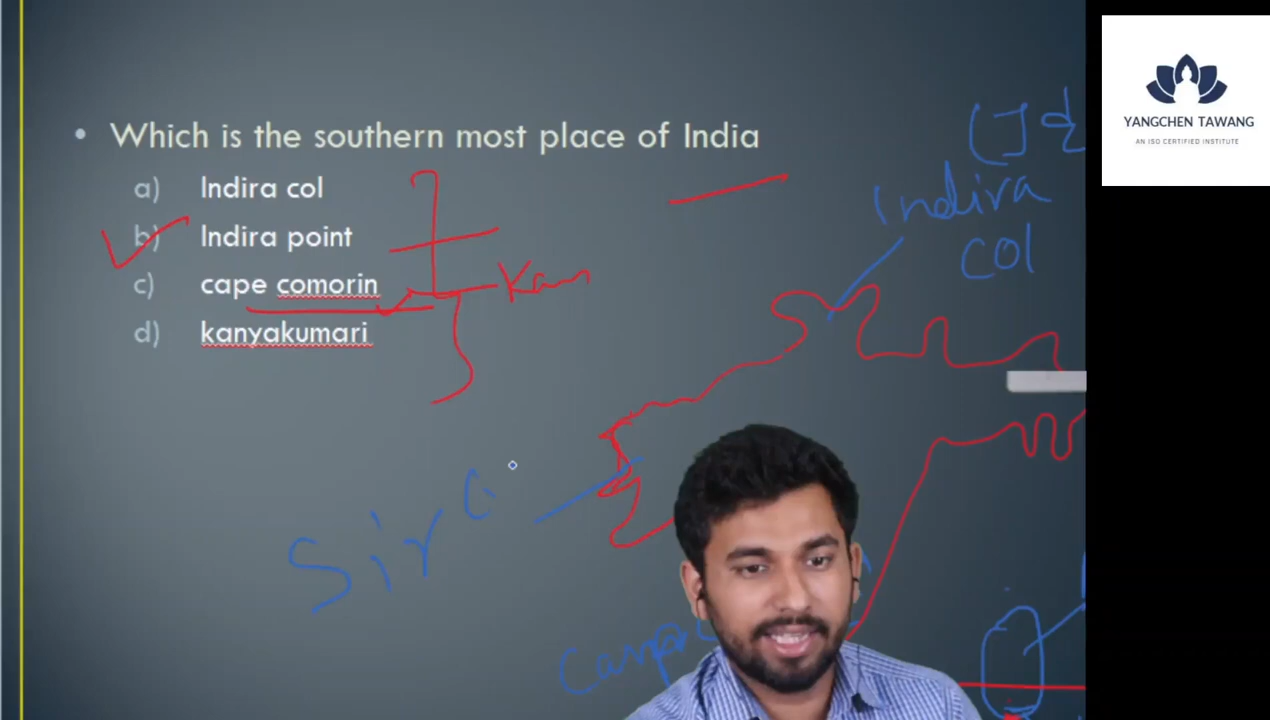 Which is the southern most place of India
a) Indira col
b) Indira point
c) cape comorin
d) kanyakumari
Kan
Indira
col
Sir
YANGCHEN TAWANG
AN ISO CERTIFIED INSTITUTE